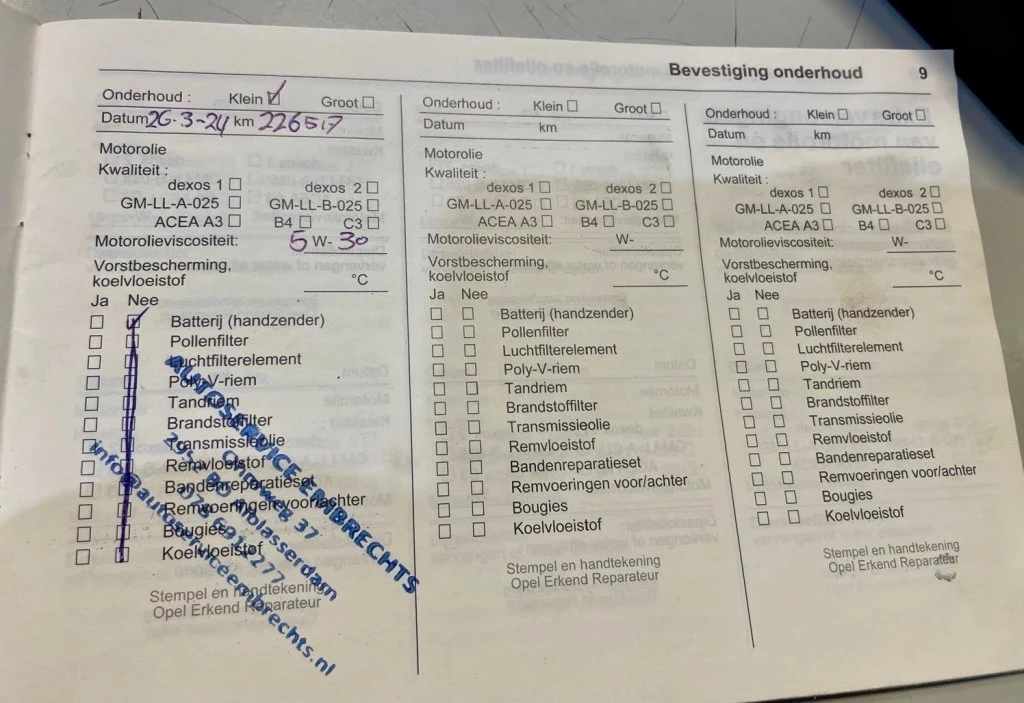 Bevestiging onderhoud 9
Onderhoud : Klein Groot
Datum 26-3-24 km 226517
Motorolie
Kwaliteit :
dexos 1 dexos 2
GM-LL-A-025 GM-LL-B-025
ACEA A3 B4 C3
Motorolieviscositeit: 5 W- 30
Vorstbescherming,
koelvloeistof °C
Ja Nee
Batterij (handzender)
Pollenfilter
Luchtfilterelement
Poly-V-riem
Tandriem
Brandstoffilter
Transmissieolie
Remvloeistof
Bandenreparatieset
Remvoeringen voor/achter
Bougies
Koelvloeistof
Stempel en handtekening
Opel Erkend Reparateur
AUTOSERVICE EMBRECHTS
37
Alblasserdam
info@autoserviceembrechts.nl
Onderhoud : Klein Groot
Datum km
Motorolie
Kwaliteit :
dexos 1 dexos 2
GM-LL-A-025 GM-LL-B-025
ACEA A3 B4 C3
Motorolieviscositeit: W-
Vorstbescherming,
koelvloeistof °C
Ja Nee
Batterij (handzender)
Pollenfilter
Luchtfilterelement
Poly-V-riem
Tandriem
Brandstoffilter
Transmissieolie
Remvloeistof
Bandenreparatieset
Remvoeringen voor/achter
Bougies
Koelvloeistof
Stempel en handtekening
Opel Erkend Reparateur
Onderhoud : Klein Groot
Datum km
Motorolie
Kwaliteit :
dexos 1 dexos 2
GM-LL-A-025 GM-LL-B-025
ACEA A3 B4 C3
Motorolieviscositeit: W-
Vorstbescherming,
koelvloeistof °C
Ja Nee
Batterij (handzender)
Pollenfilter
Luchtfilterelement
Poly-V-riem
Tandriem
Brandstoffilter
Transmissieolie
Remvloeistof
Bandenreparatieset
Remvoeringen voor/achter
Bougies
Koelvloeistof
Stempel en handtekening
Opel Erkend Reparateur